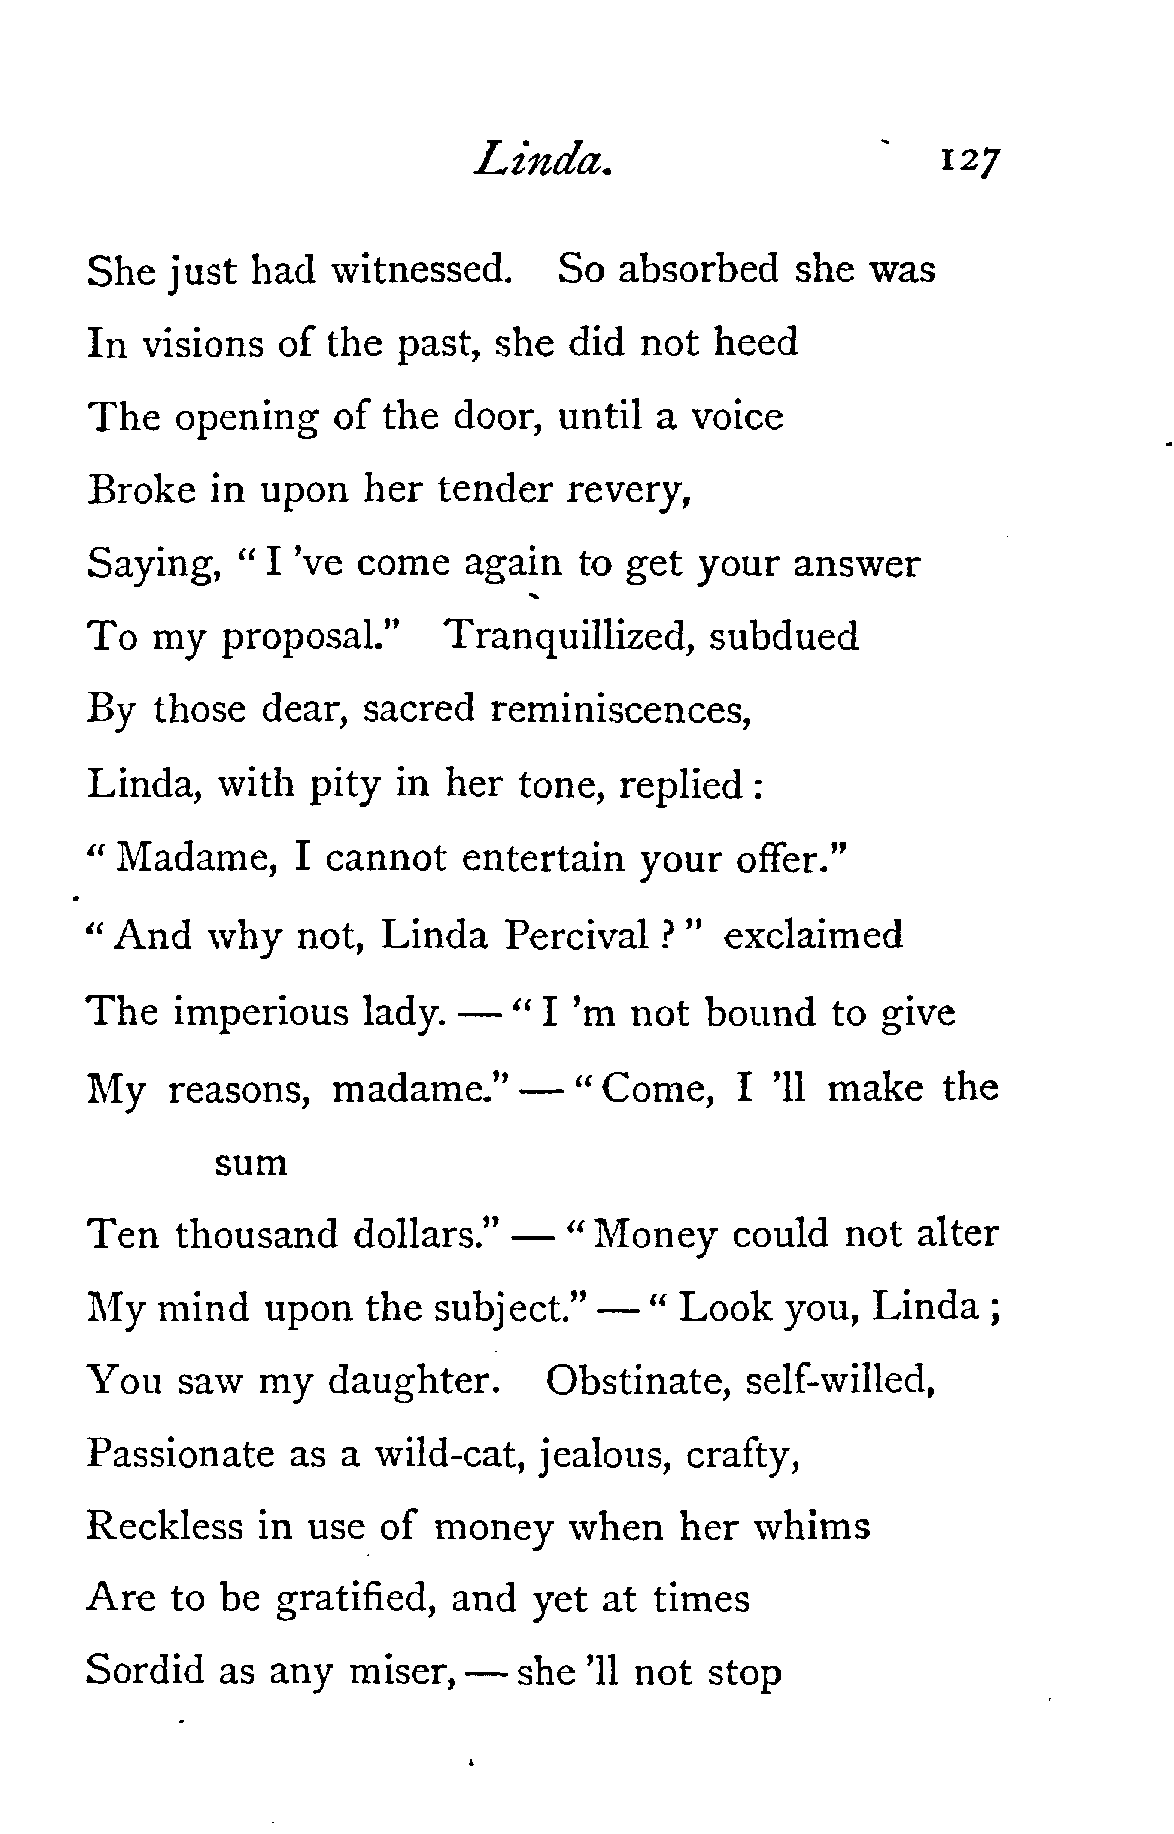 Linda. 127
She just had witnessed. So absorbed she was
In visions of the past, she did not heed
The opening of the door, until a voice
Broke in upon her tender revery,
Saying, “ I ’ve come again to get your answer
To my proposal.” Tranquillized, subdued
By those dear, sacred reminiscences,
Linda, with pity in her tone, replied :
“ Madame, I cannot entertain your offer.”
“ And why not, Linda Percival ? ” exclaimed
The imperious lady. — “ I ’m not bound to give
My reasons, madame.” — “ Come, I ’ll make the
sum
Ten thousand dollars.” — “ Money could not alter
My mind upon the subject.” — “ Look you, Linda ;
You saw my daughter. Obstinate, self-willed,
Passionate as a wild-cat, jealous, crafty,
Reckless in use of money when her whims
Are to be gratified, and yet at times
Sordid as any miser, — she ’ll not stop